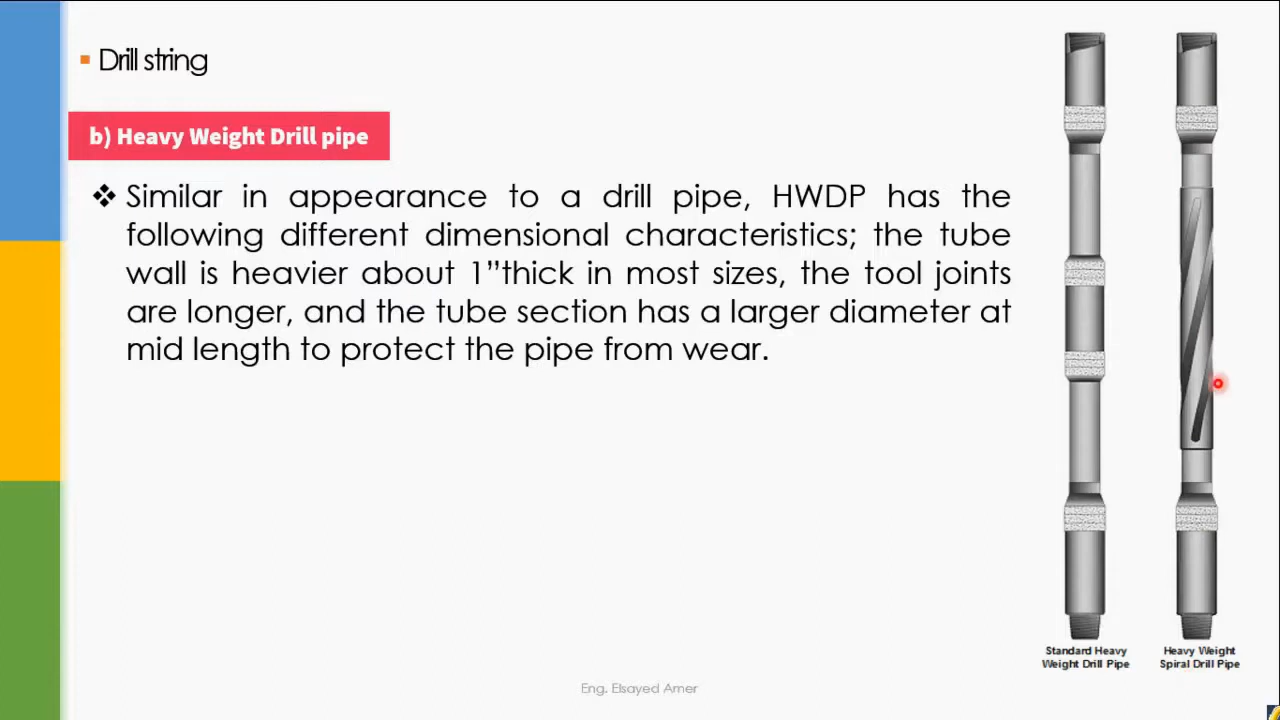 Drill string
b) Heavy Weight Drill pipe
Similar in appearance to a drill pipe, HWDP has the
following different dimensional characteristics; the tube
wall is heavier about 1”thick in most sizes, the tool joints
are longer, and the tube section has a larger diameter at
mid length to protect the pipe from wear.
Standard Heavy
Weight Drill Pipe
Heavy Weight
Spiral Drill Pipe
Eng. Elsayed Amer